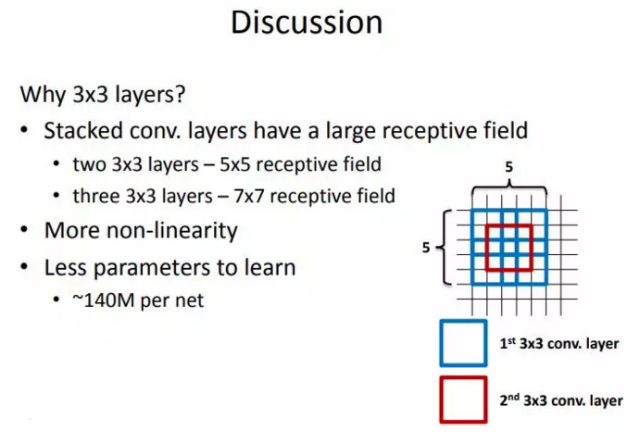 Discussion
Why 3x3 layers?
• Stacked conv. layers have a large receptive field
• two 3x3 layers – 5x5 receptive field
• three 3x3 layers – 7x7 receptive field
• More non-linearity
• Less parameters to learn
• ~140M per net
5
5
1st 3x3 conv. layer
2nd 3x3 conv. layer